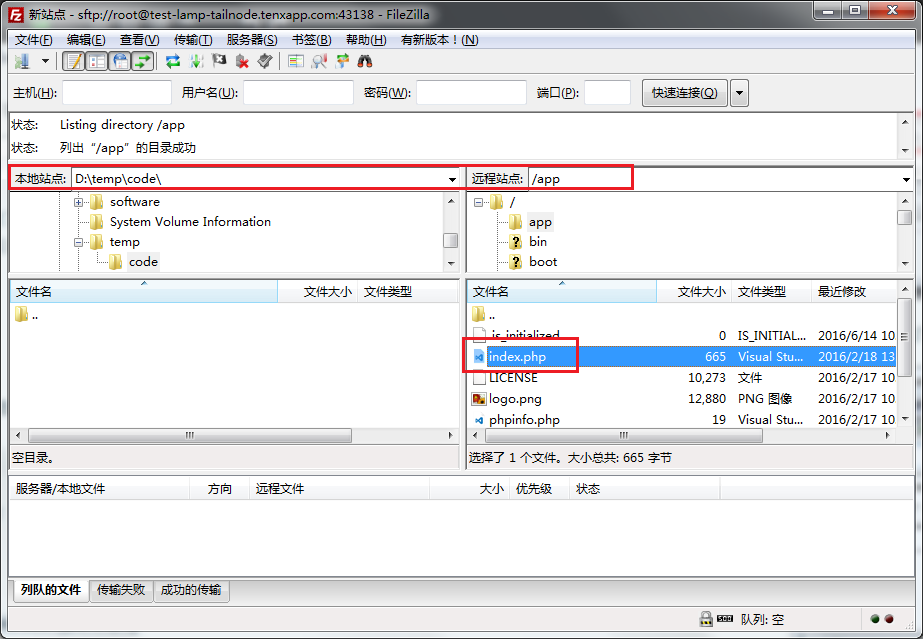 新站点 - sftp://root@test-lamp-tailnode.tenxapp.com:43138 - FileZilla
文件(F) 编辑(E) 查看(V) 传输(T) 服务器(S) 书签(B) 帮助(H) 有新版本！(N)
主机(H): 用户名(U): 密码(W): 端口(P): 快速连接(Q)
状态: Listing directory /app
状态: 列出“/app”的目录成功
本地站点: D:\temp\code\
software
System Volume Information
temp
code
文件名 文件大小 文件类型
..
空目录。
远程站点: /app
/
app
? bin
? boot
文件名 文件大小 文件类型 最近修改
..
.is_initialized 0 IS_INITIAL... 2016/6/14 10
index.php 665 Visual Stu... 2016/2/18 13
LICENSE 10,273 文件 2016/2/17 10
logo.png 12,880 PNG 图像 2016/2/17 10
phpinfo.php 19 Visual Stu... 2016/2/17 10
选择了 1 个文件。大小总共: 665 字节
服务器/本地文件 方向 远程文件 大小 优先级 状态
列队的文件 传输失败 成功的传输
队列: 空